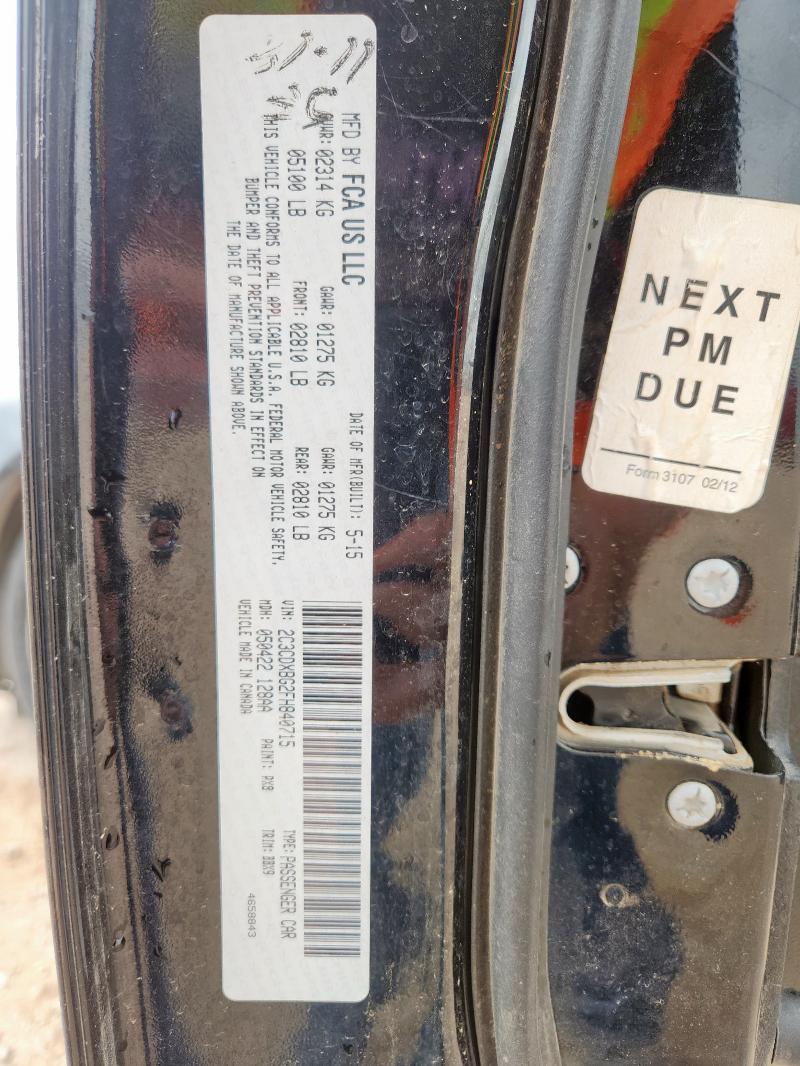 MFD BY FCA US LLC
DATE OF MFR(BUILT): 5-15
GVWR: 02314 KG
GAWR: 01275 KG
GAWR: 01275 KG
05100 LB
FRONT: 02810 LB
REAR: 02810 LB
THIS VEHICLE CONFORMS TO ALL APPLICABLE U.S.A. FEDERAL MOTOR VEHICLE SAFETY,
BUMPER AND THEFT PREVENTION STANDARDS IN EFFECT ON
THE DATE OF MANUFACTURE SHOWN ABOVE.
VIN: 2C3CDXBG2FH840715
TYPE: PASSENGER CAR
MDH: 050422 128AA
PAINT: PX8
TRIM: BBX9
VEHICLE MADE IN CANADA
4658843
NEXT
PM
DUE
Form 3107 02/12